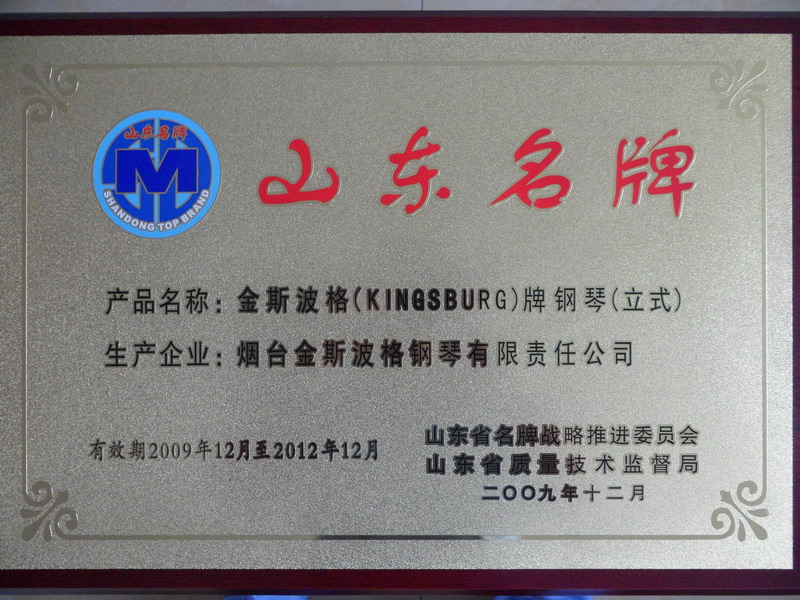 山东名牌
M
SHANDONG TOP BRAND
山东名牌
产品名称：金斯波格(KINGSBURG)牌钢琴(立式)
生产企业：烟台金斯波格钢琴有限责任公司
有效期2009年12月至2012年12月
山东省名牌战略推进委员会
山东省质量技术监督局
二〇〇九年十二月